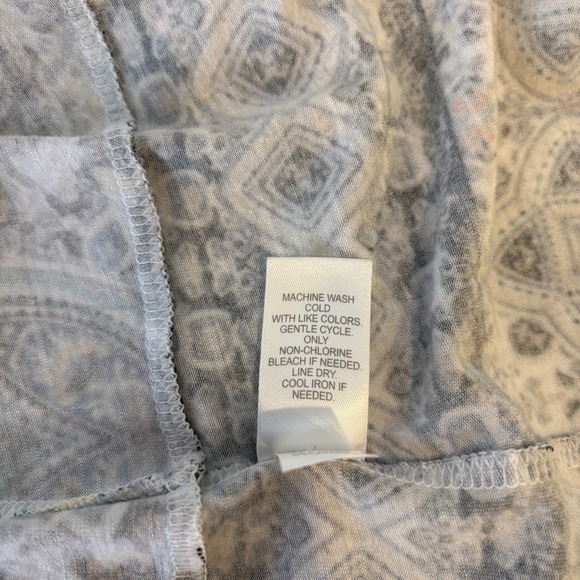 MACHINE WASH
COLD
WITH LIKE COLORS.
GENTLE CYCLE.
ONLY
NON-CHLORINE
BLEACH IF NEEDED.
LINE DRY.
COOL IRON IF
NEEDED.